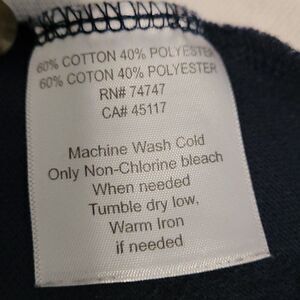 60% COTTON 40% POLYESTER
60% COTON 40% POLYESTER
RN# 74747
CA# 45117
Machine Wash Cold
Only Non-Chlorine bleach
When needed
Tumble dry low,
Warm Iron
if needed